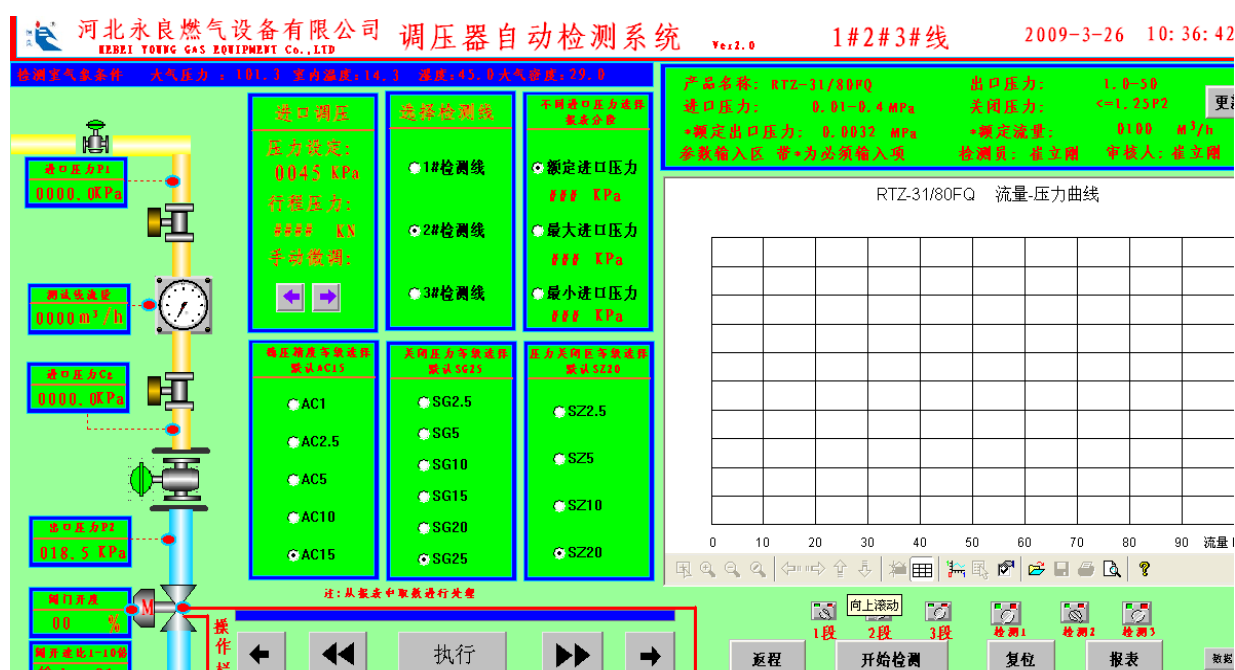 河北永良燃气设备有限公司
HEBEI YOUNG GAS EQUIPMENT Co.,LTD
调压器自动检测系统
Ver2.0
1#2#3#线
2009-3-26 10:36:42
检测室气象条件 大气压力 : 101.3 室内温度:14.3 湿度:45.0大气密度:29.0
产品名称: RTZ-31/80FQ 出口压力: 1.0-50
进口压力: 0.01-0.4 MPa 关闭压力: <=1.25P2
*额定出口压力: 0.0032 MPa *额定流量: 0100 M³/h
参数输入区 带*为必须输入项 检测员: 崔立刚 审核人: 崔立刚
更新
进口压力P1
0000.0KPa
测试线流量
0000m³/h
进口压力C2
0000.0KPa
出口压力P2
018.5 KPa
阀门开度
00 %
M
阀开速比1-10倍
进口调压
压力设定:
0045 KPa
行程压力:
#### KN
手动微调:
选择检测线
1#检测线
2#检测线
3#检测线
不同进口压力选择
报表分段
额定进口压力
### KPa
最大进口压力
### KPa
最小进口压力
### KPa
稳压精度等级选择
默认AC15
AC1
AC2.5
AC5
AC10
AC15
关闭压力等级选择
默认SG25
SG2.5
SG5
SG10
SG15
SG20
SG25
压力关闭区等级选择
默认SZ20
SZ2.5
SZ5
SZ10
SZ20
注:从报表中取数进行处理
操作栏
执行
RTZ-31/80FQ 流量-压力曲线
0 10 20 30 40 50 60 70 80 90 流量
向上滚动
1段 2段 3段 检测1 检测2 检测3
返程 开始检测 复位 报表 数据